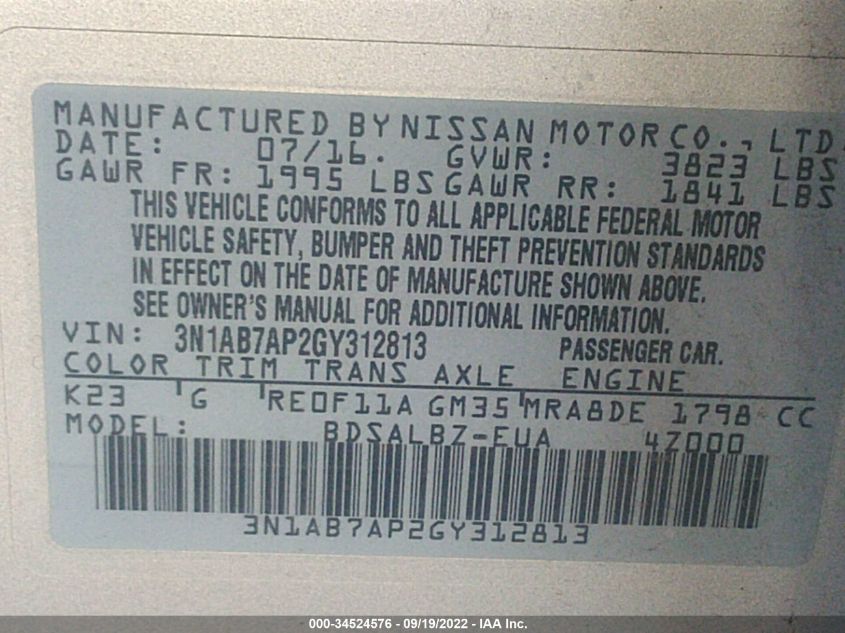 MANUFACTURED BY NISSAN MOTOR CO., LTD.
DATE: 07/16. GVWR: 3823 LBS
GAWR FR: 1995 LBS GAWR RR: 1841 LBS
THIS VEHICLE CONFORMS TO ALL APPLICABLE FEDERAL MOTOR
VEHICLE SAFETY, BUMPER AND THEFT PREVENTION STANDARDS
IN EFFECT ON THE DATE OF MANUFACTURE SHOWN ABOVE.
SEE OWNER'S MANUAL FOR ADDITIONAL INFORMATION.
VIN: 3N1AB7AP2GY312813 PASSENGER CAR.
COLOR TRIM TRANS AXLE ENGINE
K23 G RE0F11A GM35 MRA8DE 1798 CC
MODEL: BDSALBZ-EUA 4Z000
3N1AB7AP2GY312813
000-34524576 - 09/19/2022 - IAA Inc.